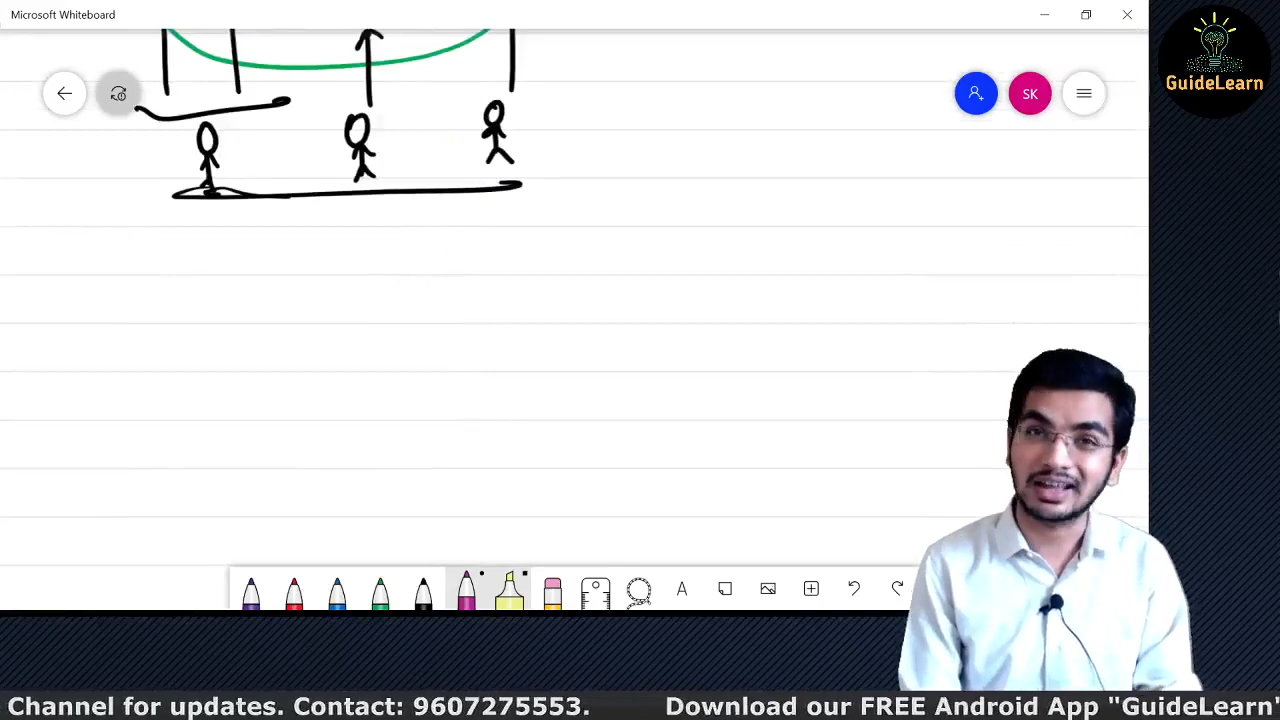 Microsoft Whiteboard
SK
GuideLearn
A
Channel for updates. Contact: 9607275553. Download our FREE Android App "GuideLearn"